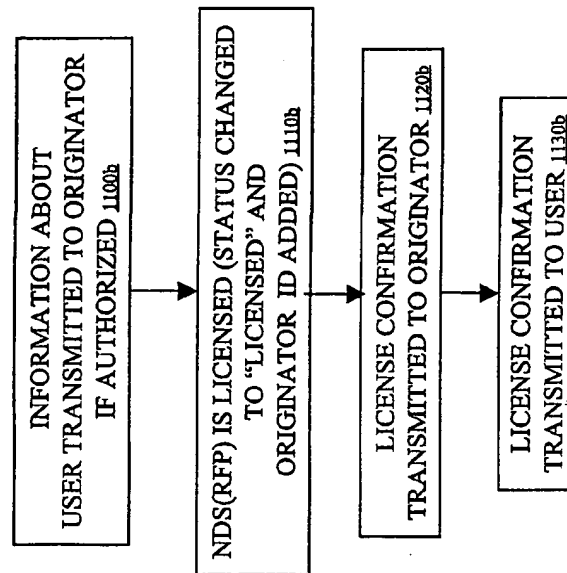 INFORMATION ABOUT
USER TRANSMITTED TO ORIGINATOR
IF AUTHORIZED 1100b
NDS(RFP) IS LICENSED (STATUS CHANGED
TO "LICENSED" AND
ORIGINATOR ID ADDED) 1110b
LICENSE CONFIRMATION
TRANSMITTED TO ORIGINATOR 1120b
LICENSE CONFIRMATION
TRANSMITTED TO USER 1130b